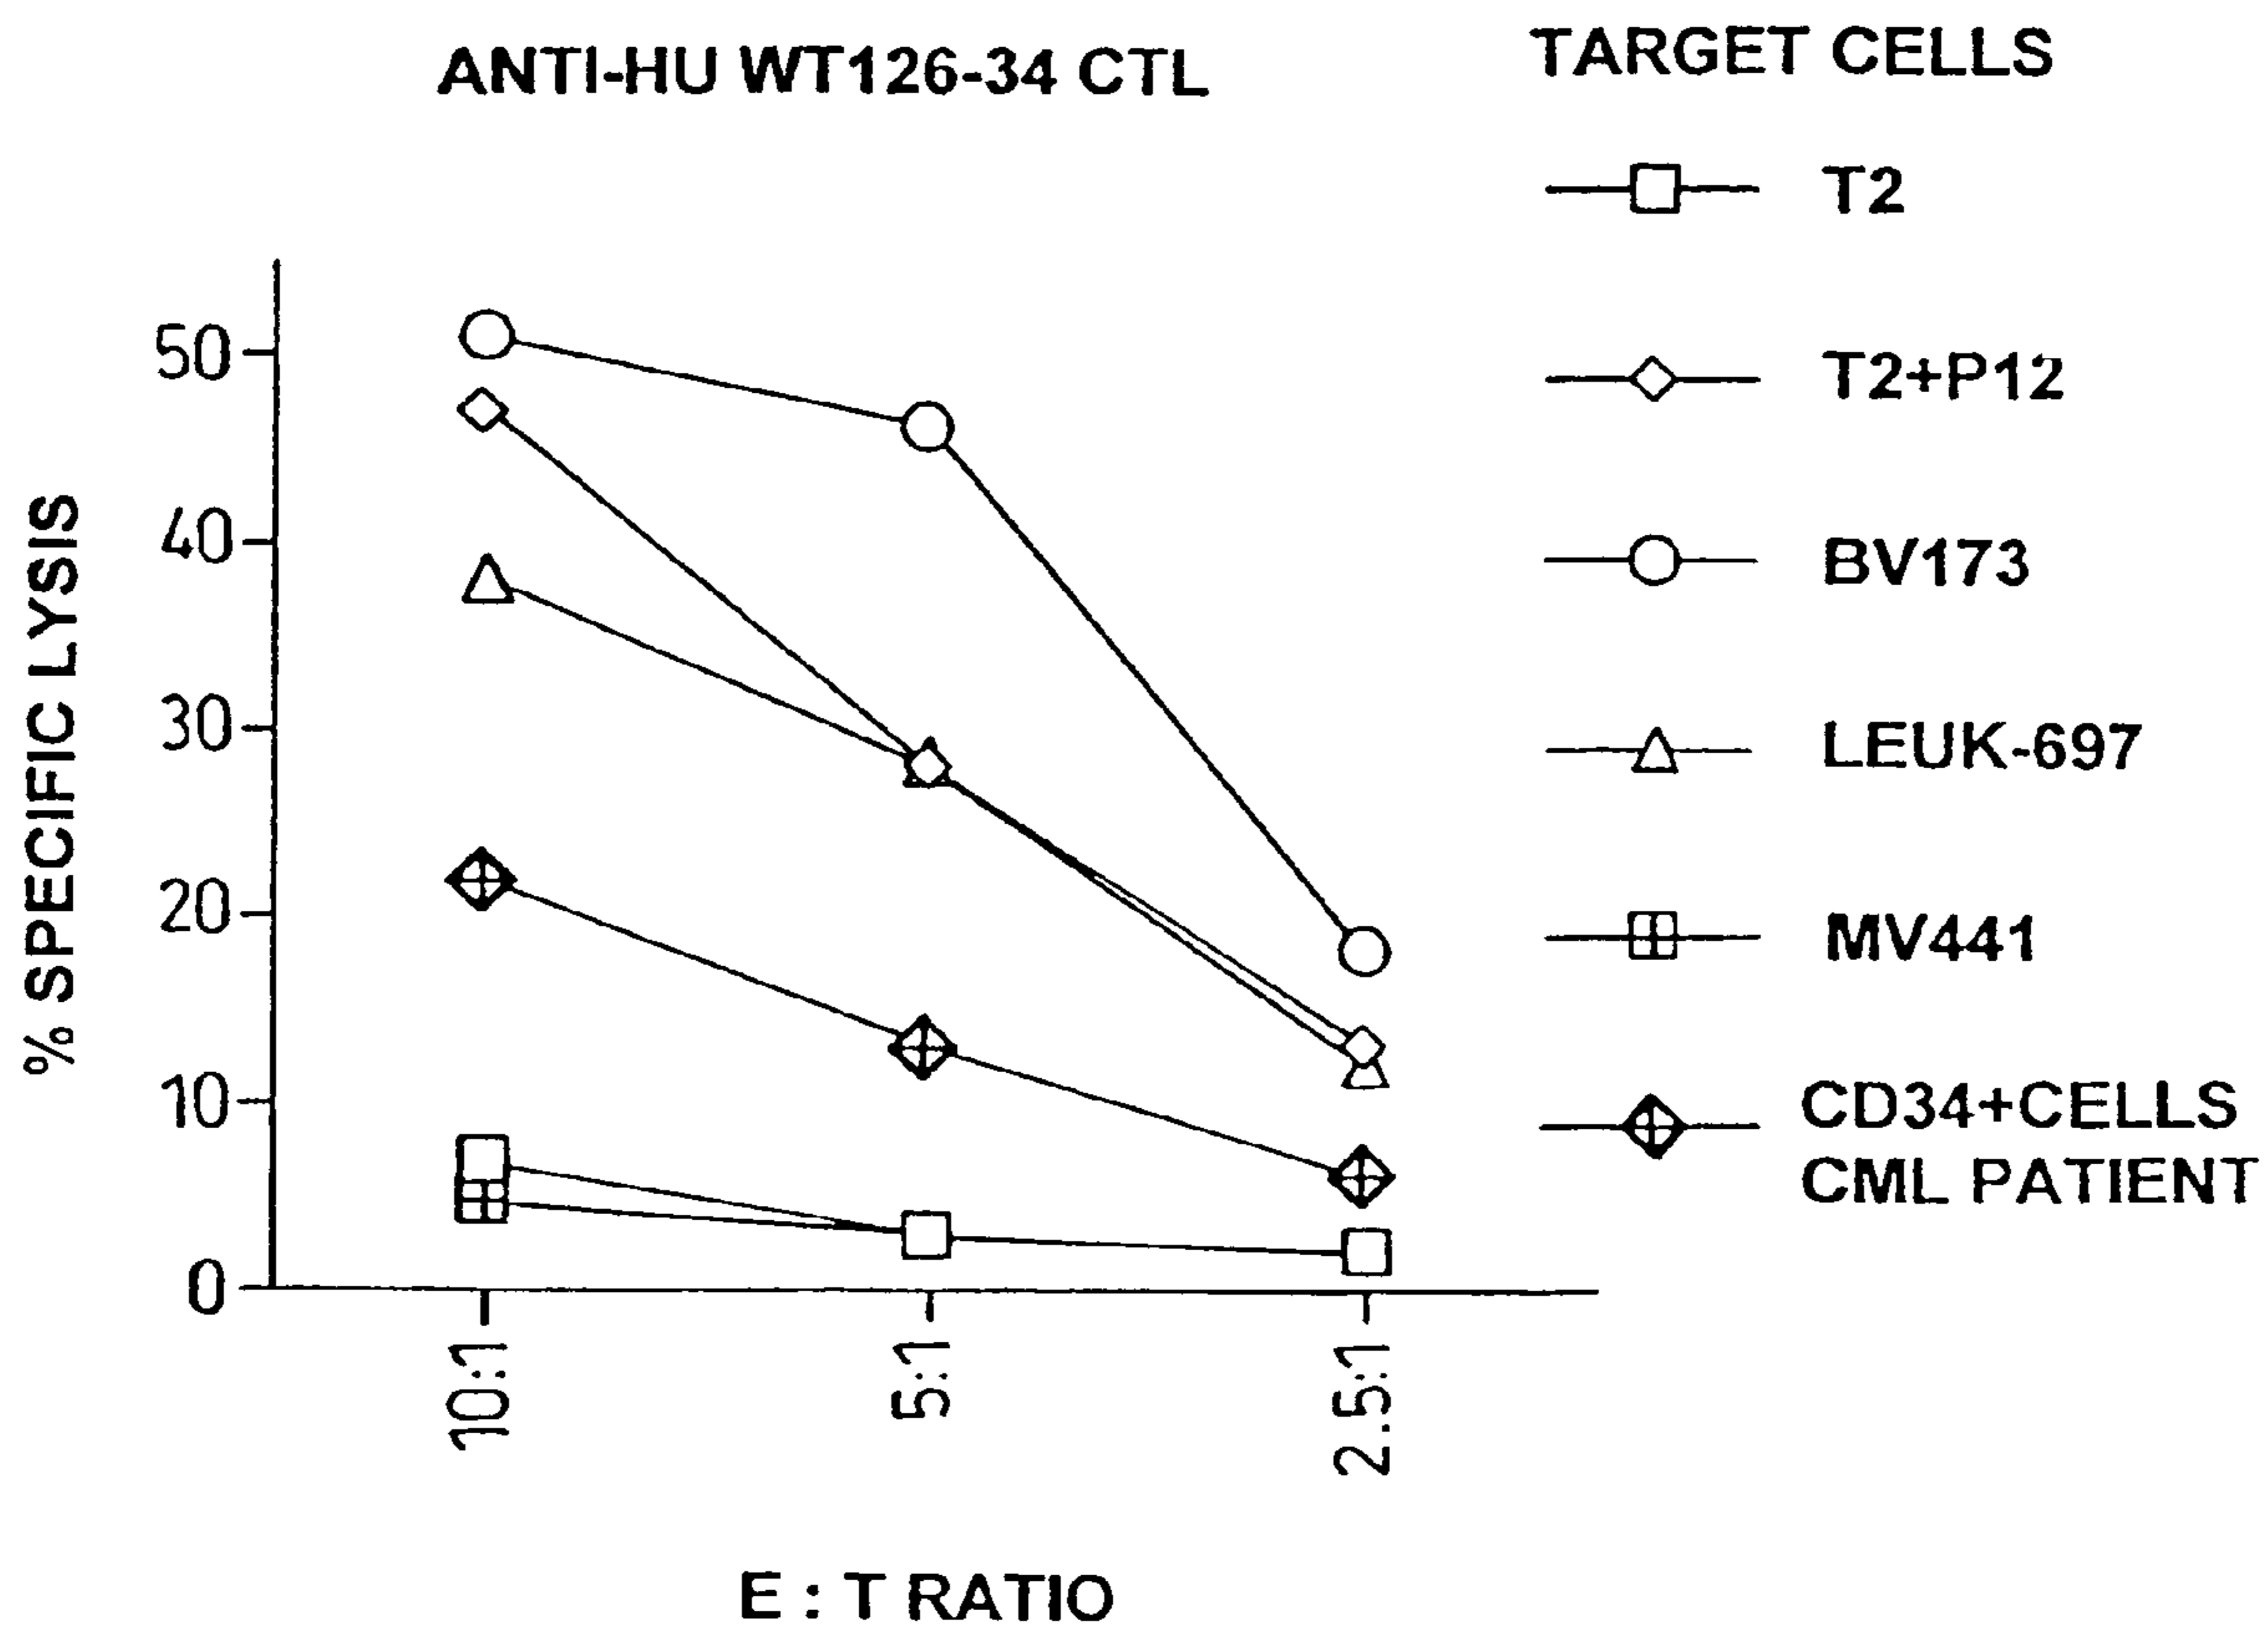 ANTI-HU WT126-34 CTL
TARGET CELLS
T2
T2+P12
BV173
LEUK-697
MV441
CD34+CELLS
CML PATIENT
% SPECIFIC LYSIS
50
40
30
20
10
0
10:1
5:1
2.5:1
E : T RATIO